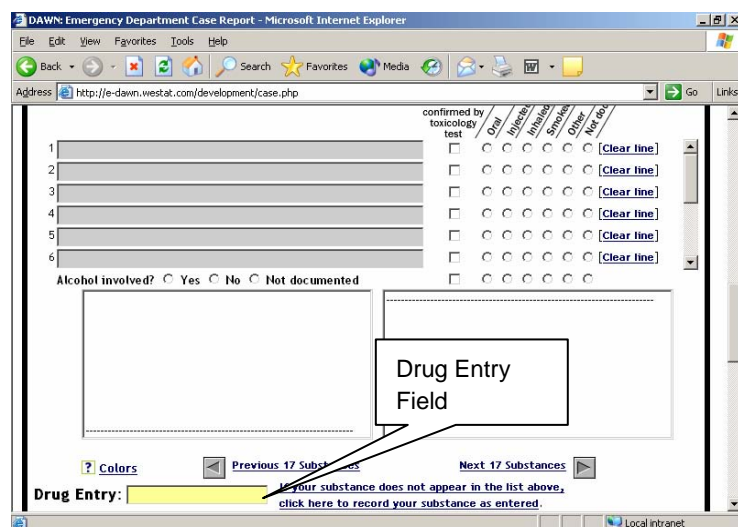 DAWN: Emergency Department Case Report - Microsoft Internet Explorer
File Edit View Favorites Tools Help
Back Search Favorites Media
Address http://e-dawn.westat.com/development/case.php Go Links
confirmed by
toxicology
test Oral Injected Inhaled Smoked Other Not doc
1 [Clear line]
2 [Clear line]
3 [Clear line]
4 [Clear line]
5 [Clear line]
6 [Clear line]
Alcohol involved? Yes No Not documented
Drug Entry
Field
? Colors Previous 17 Substances Next 17 Substances
Drug Entry: If your substance does not appear in the list above,
click here to record your substance as entered.
Local intranet